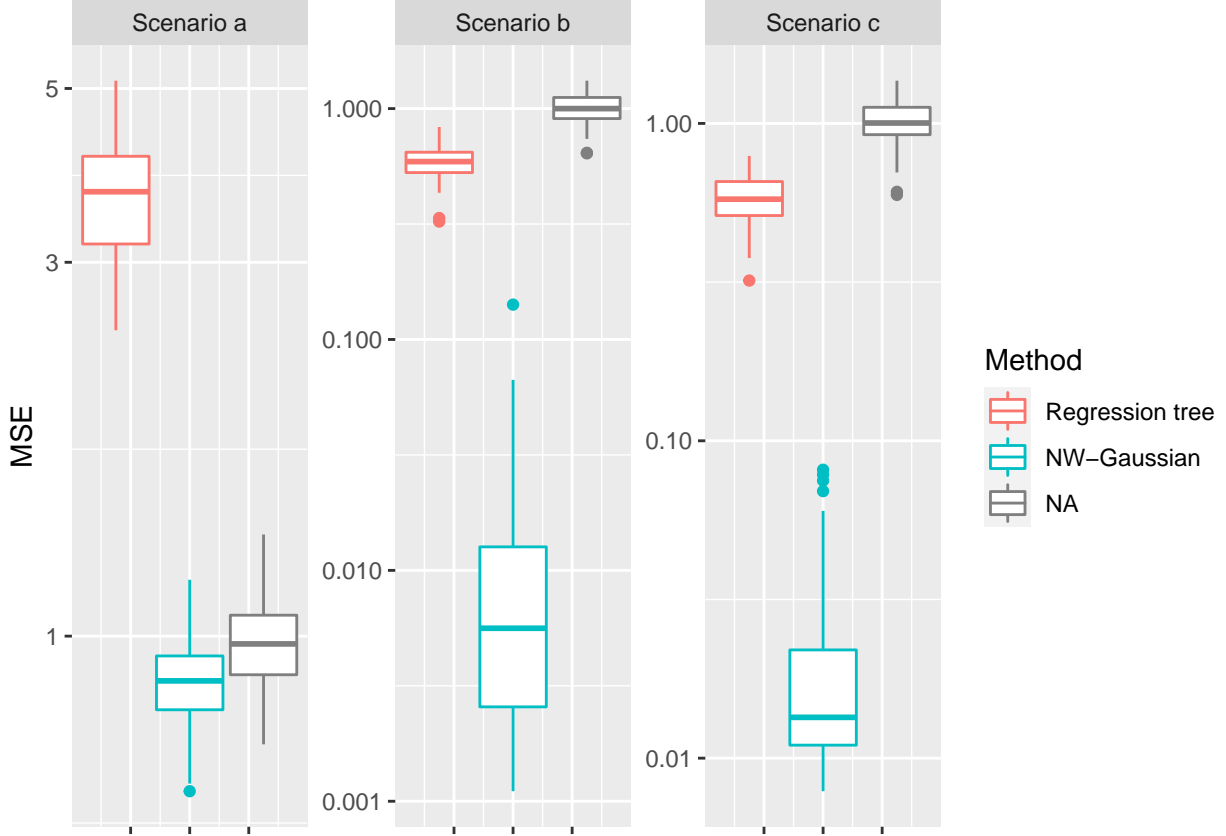 Scenario a
Scenario b
Scenario c
5
3
1
1.000
0.100
0.010
0.001
1.00
0.10
0.01
MSE
Method
Regression tree
NW−Gaussian
NA